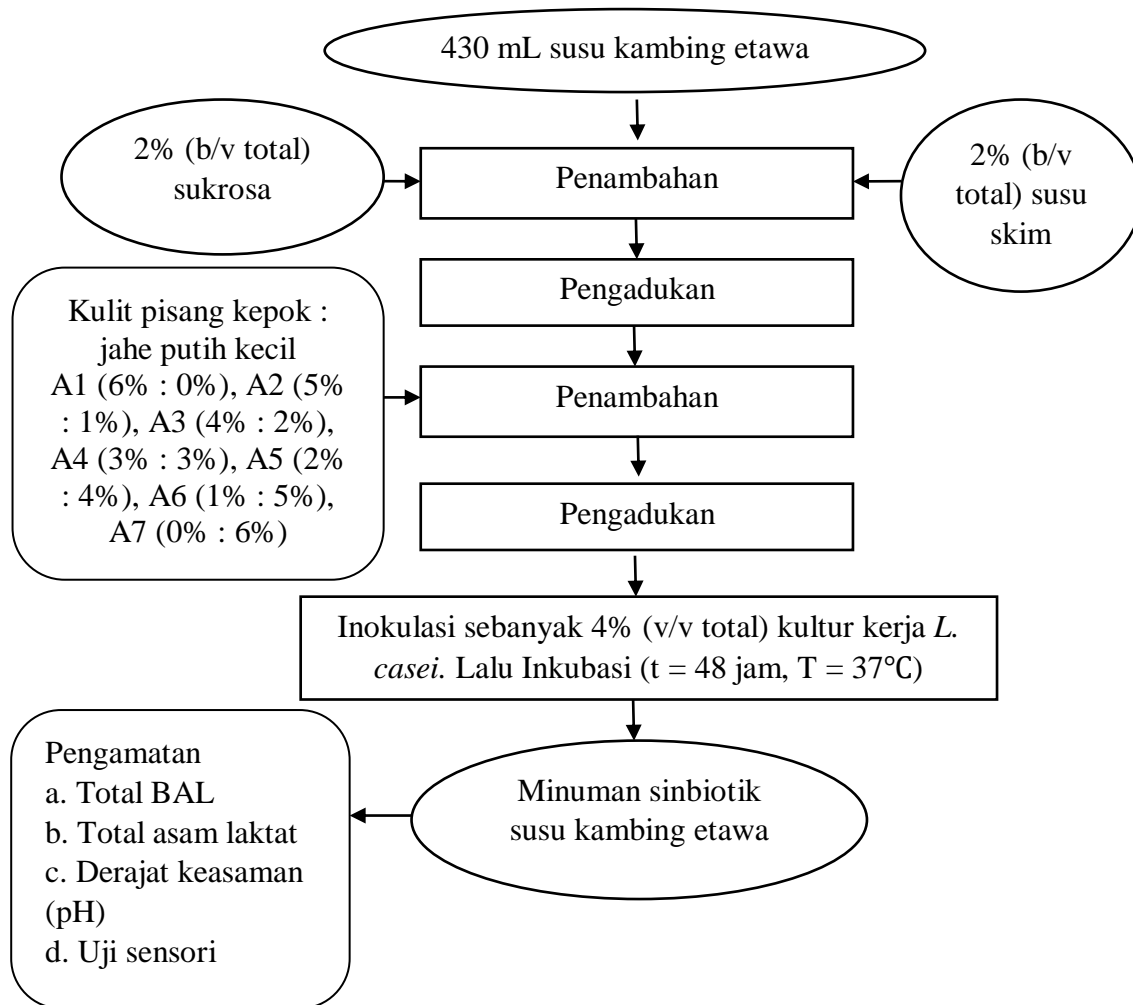 430 mL susu kambing etawa
2% (b/v total)
sukrosa
Penambahan
2% (b/v
total) susu
skim
Pengadukan
Kulit pisang kepok :
jahe putih kecil
A1 (6% : 0%), A2 (5%
: 1%), A3 (4% : 2%),
A4 (3% : 3%), A5 (2%
: 4%), A6 (1% : 5%),
A7 (0% : 6%)
Penambahan
Pengadukan
Inokulasi sebanyak 4% (v/v total) kultur kerja L.
casei. Lalu Inkubasi (t = 48 jam, T = 37℃)
Minuman sinbiotik
susu kambing etawa
Pengamatan
a. Total BAL
b. Total asam laktat
c. Derajat keasaman
(pH)
d. Uji sensori